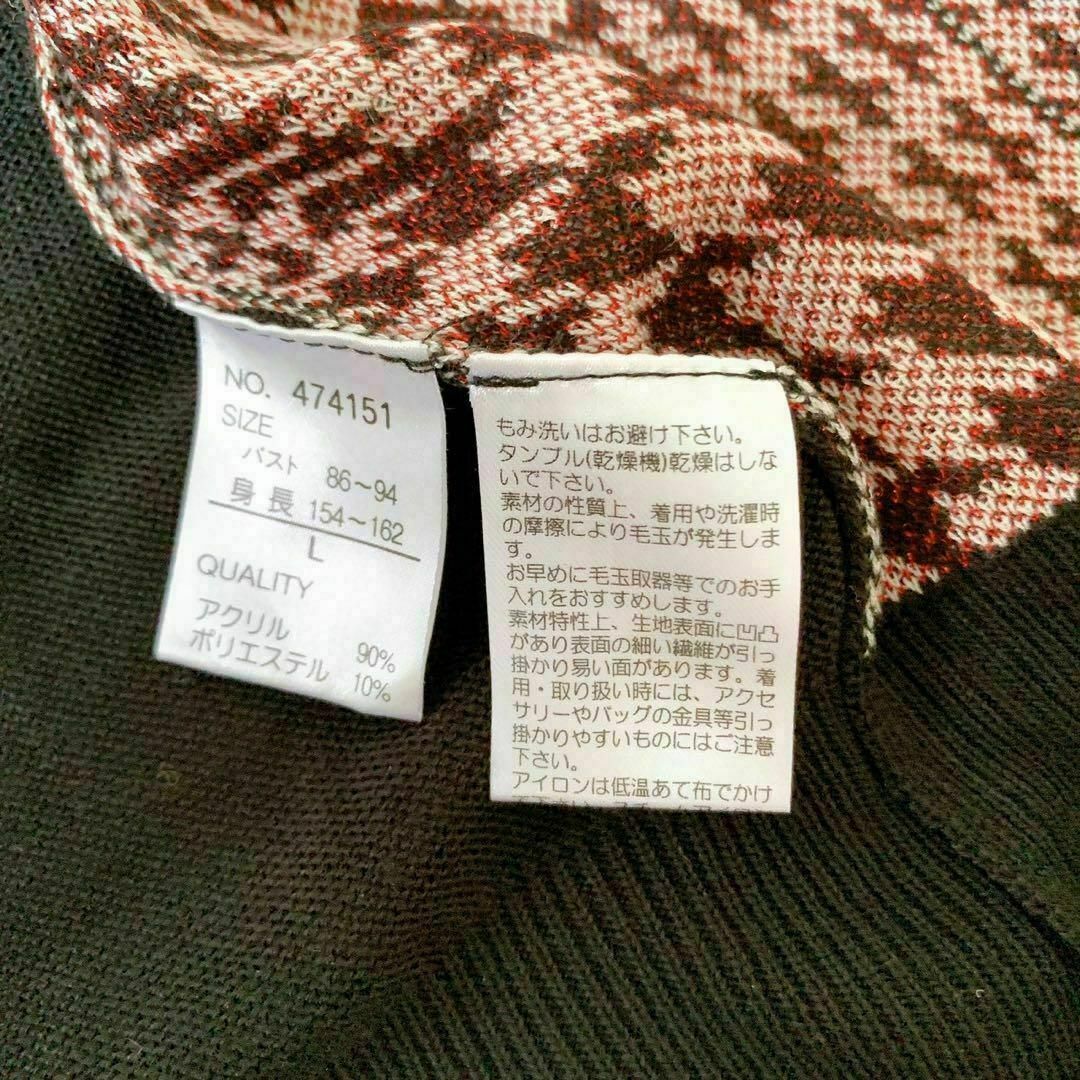 NO. 474151
SIZE
バスト 86~94
身長 154~162
L
QUALITY
アクリル 90%
ポリエステル 10%
もみ洗いはお避け下さい。
タンブル(乾燥機)乾燥はしな
いで下さい。
素材の性質上、着用や洗濯時
の摩擦により毛玉が発生しま
す。
お早めに毛玉取器等でのお手
入れをおすすめします。
素材特性上、生地表面に凹凸
があり表面の細い繊維が引っ
掛かり易い面があります。着
用・取り扱い時には、アクセ
サリーやバッグの金具等引っ
掛かりやすいものにはご注意
下さい。
アイロンは低温あて布でかけ